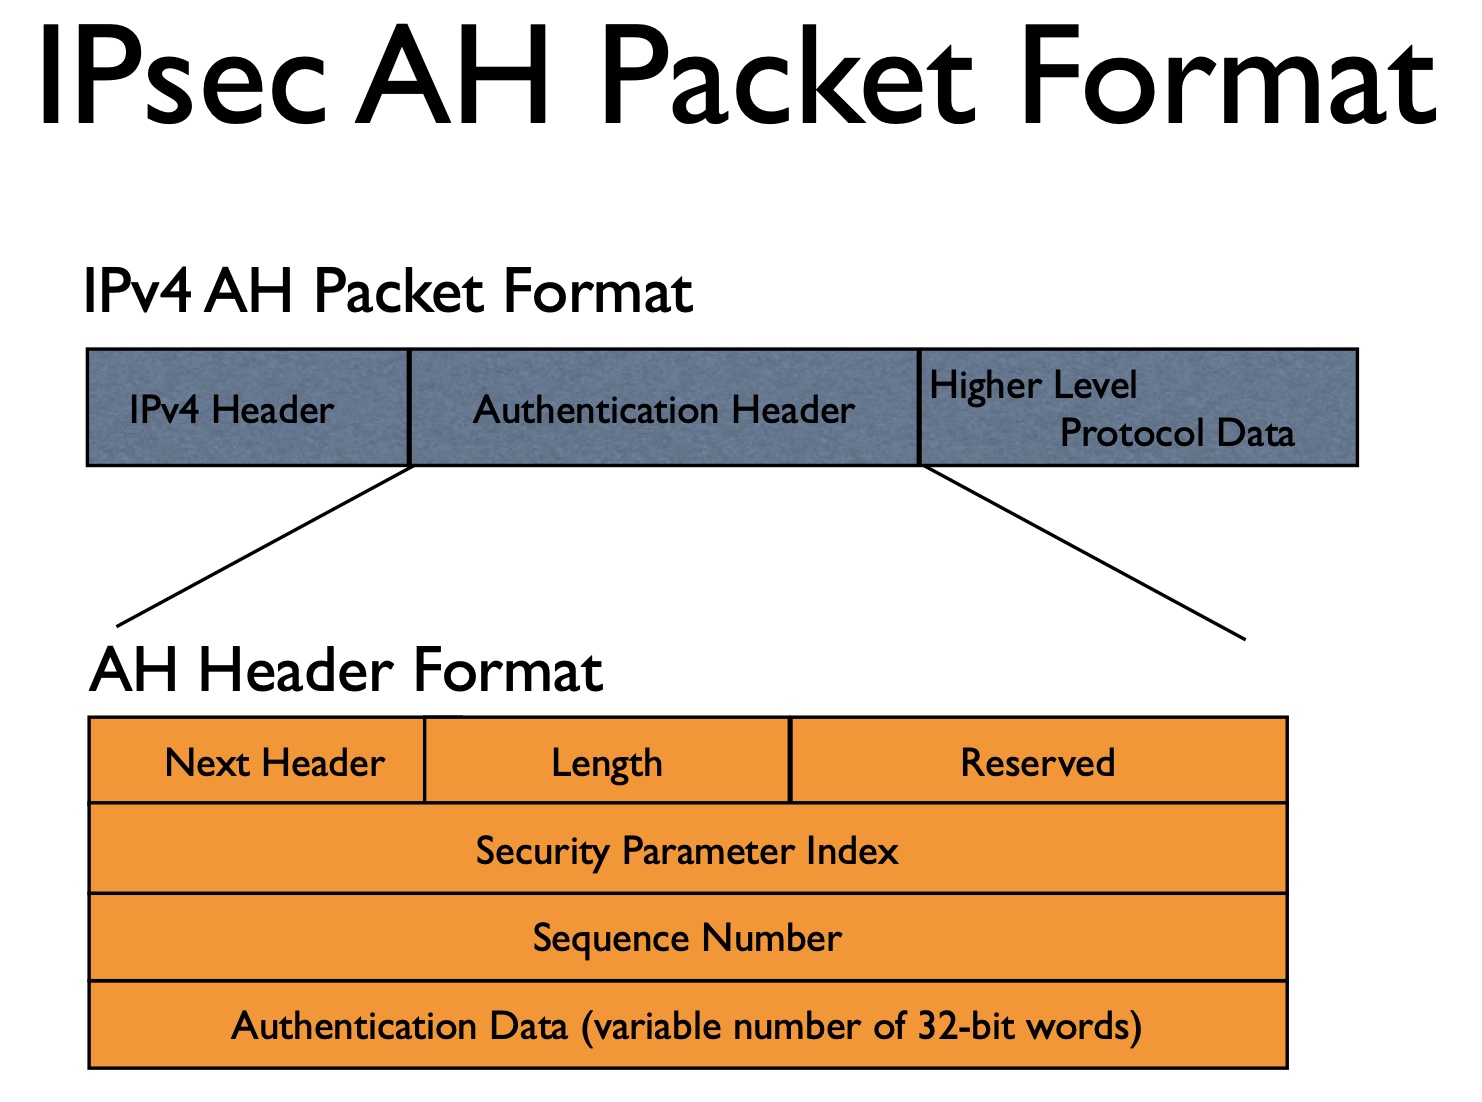 IPsec AH Packet Format
IPv4 AH Packet Format
IPv4 Header
Authentication Header
Higher Level
Protocol Data
AH Header Format
Next Header
Length
Reserved
Security Parameter Index
Sequence Number
Authentication Data (variable number of 32-bit words)